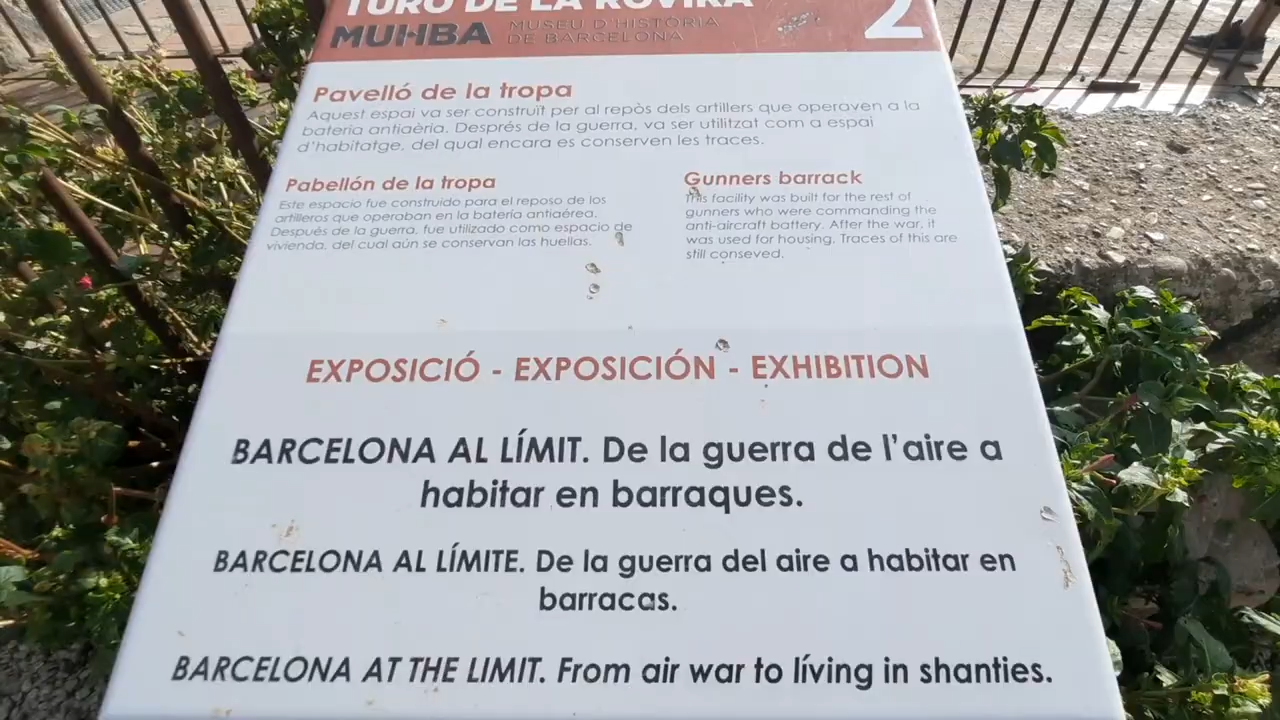 TURÓ DE LA ROVIRA
2
MUHBA MUSEU D'HISTÒRIA
DE BARCELONA
Pavelló de la tropa
Aquest espai va ser construït per al repòs dels artillers que operaven a la
bateria antiaèria. Després de la guerra, va ser utilitzat com a espai
d'habitatge, del qual encara es conserven les traces.
Pabellón de la tropa
Este espacio fue construido para el reposo de los
artilleros que operaban en la batería antiaérea.
Después de la guerra, fue utilizado como espacio de
vivienda, del cual aún se conservan las huellas.
Gunners barrack
This facility was built for the rest of
gunners who were commanding the
anti-aircraft battery. After the war, it
was used for housing. Traces of this are
still conseved.
EXPOSICIÓ - EXPOSICIÓN - EXHIBITION
BARCELONA AL LÍMIT. De la guerra de l'aire a
habitar en barraques.
BARCELONA AL LÍMITE. De la guerra del aire a habitar en
barracas.
BARCELONA AT THE LIMIT. From air war to líving in shanties.